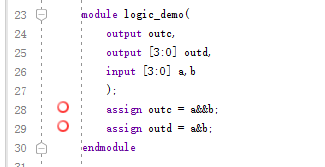 23 module logic_demo(
24 output outc,
25 output [3:0] outd,
26 input [3:0] a,b
27 );
28 assign outc = a&&b;
29 assign outd = a&b;
30 endmodule